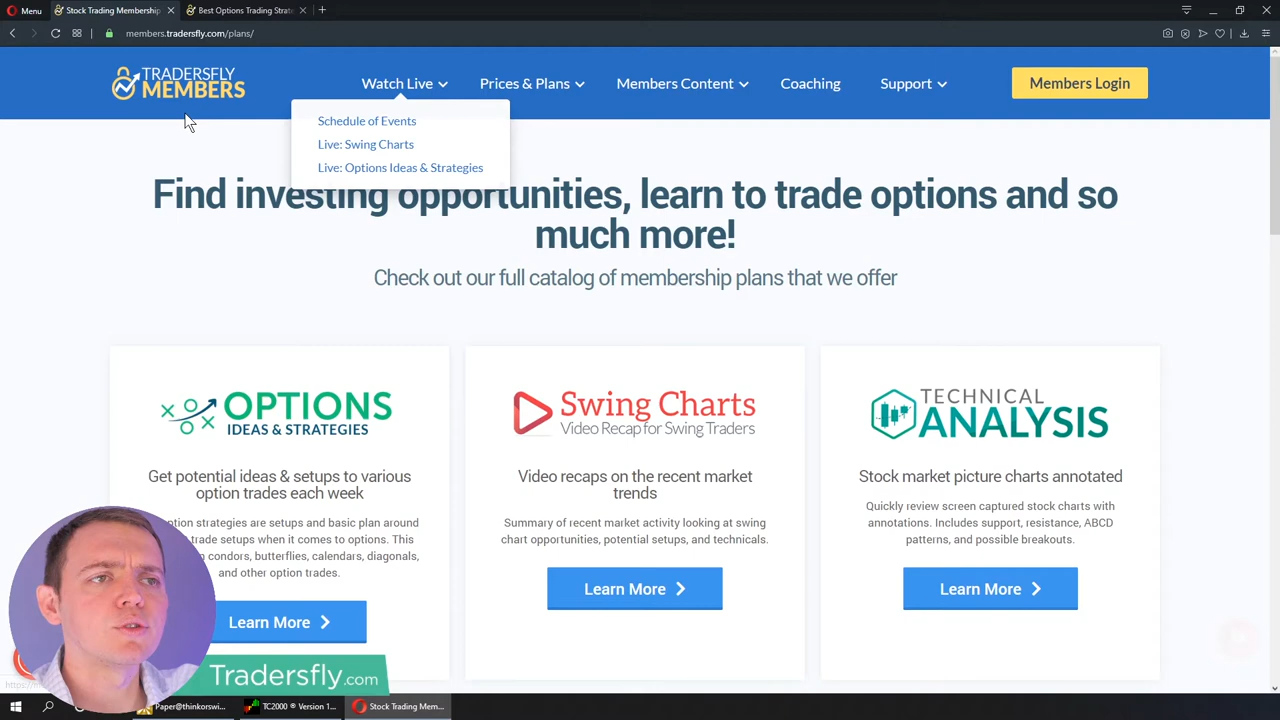 Menu
Stock Trading Membership
Best Options Trading Strate
members.tradersfly.com/plans/
TRADERSFLY
MEMBERS
Watch Live
Prices & Plans
Members Content
Coaching
Support
Members Login
Schedule of Events
Live: Swing Charts
Live: Options Ideas & Strategies
Find investing opportunities, learn to trade options and so
much more!
Check out our full catalog of membership plans that we offer
OPTIONS
IDEAS & STRATEGIES
Get potential ideas & setups to various
option trades each week
option strategies are setups and basic plan around
trade setups when it comes to options. This
condors, butterflies, calendars, diagonals,
and other option trades.
Learn More
Swing Charts
Video Recap for Swing Traders
Video recaps on the recent market
trends
Summary of recent market activity looking at swing
chart opportunities, potential setups, and technicals.
Learn More
TECHNICAL
ANALYSIS
Stock market picture charts annotated
Quickly review screen captured stock charts with
annotations. Includes support, resistance, ABCD
patterns, and possible breakouts.
Learn More
Tradersfly.com
Paper@thinkorswi...
TC2000 ® Version 1...
Stock Trading Mem...